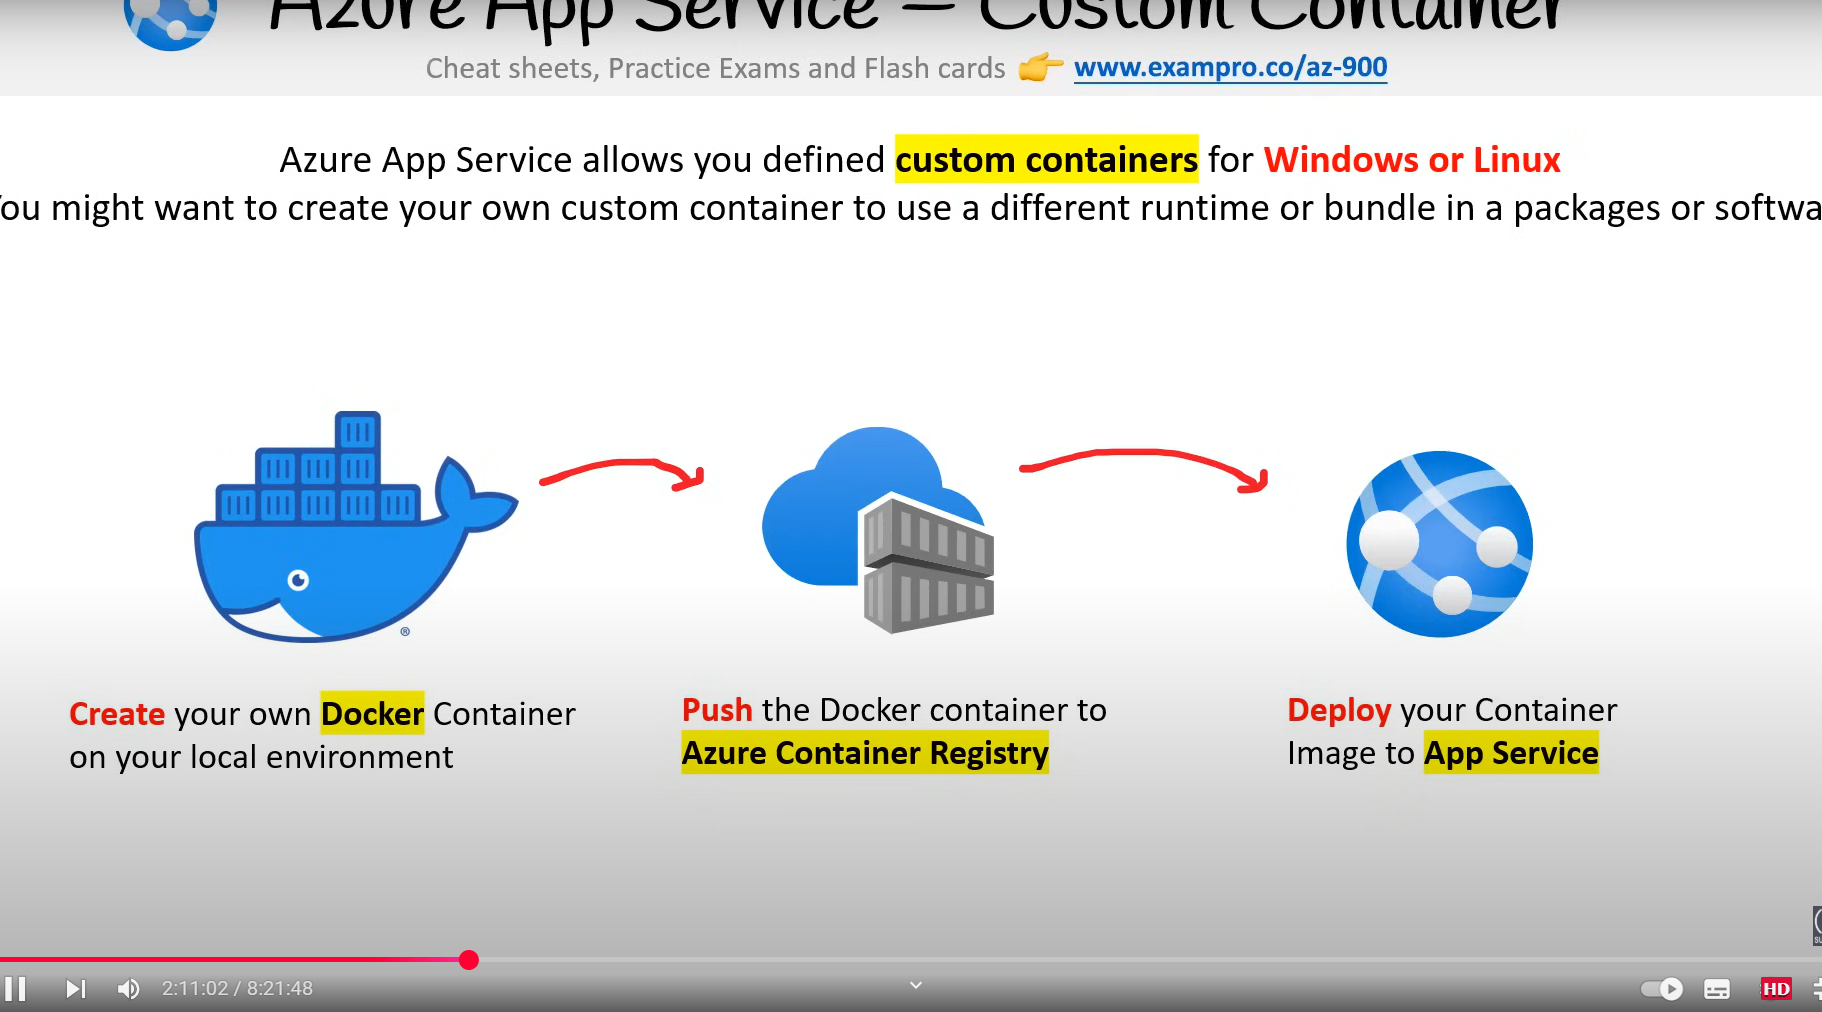 Azure App Service – Custom Container
Cheat sheets, Practice Exams and Flash cards 👉 www.exampro.co/az-900
Azure App Service allows you defined custom containers for Windows or Linux
ou might want to create your own custom container to use a different runtime or bundle in a packages or softwa
®
Create your own Docker Container
on your local environment
Push the Docker container to
Azure Container Registry
Deploy your Container
Image to App Service
2:11:02 / 8:21:48
HD